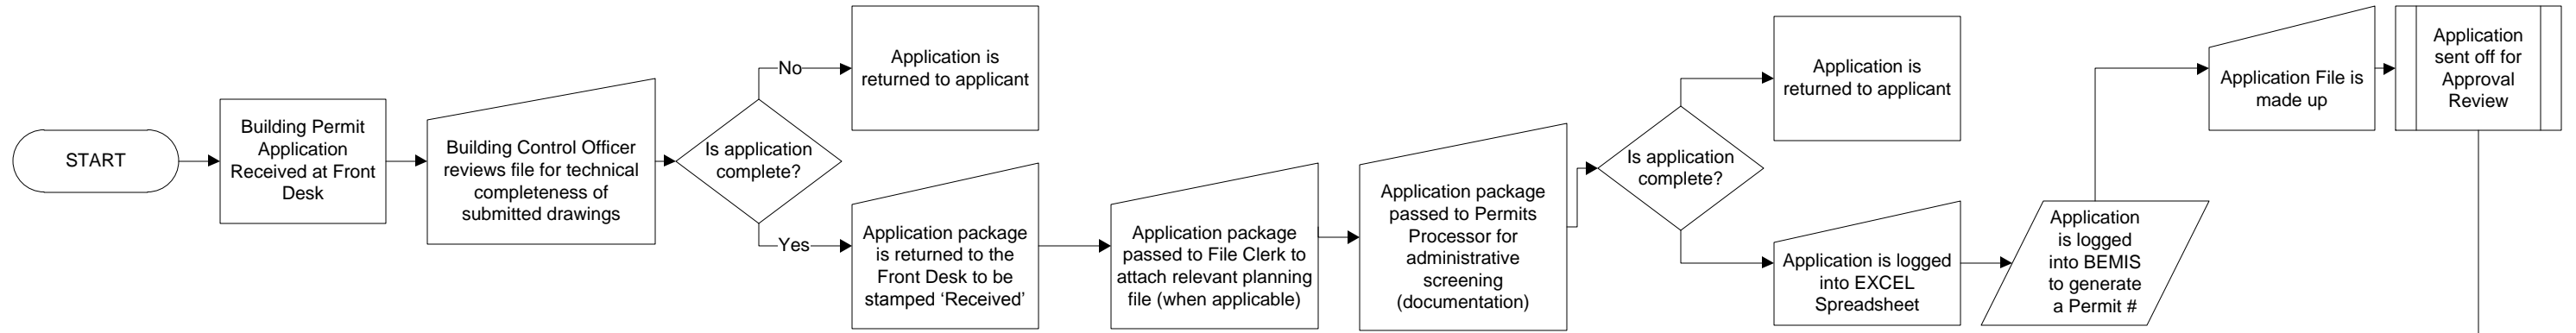 START
Building Permit
Application
Received at Front
Desk
Building Control Officer
reviews file for technical
completeness of
submitted drawings
Is application
complete?
No
Application is
returned to applicant
Yes
Application package
is returned to the
Front Desk to be
stamped ‘Received’
Application package
passed to File Clerk to
attach relevant planning
file (when applicable)
Application package
passed to Permits
Processor for
administrative
screening
(documentation)
Is application
complete?
Application is
returned to applicant
Application is logged
into EXCEL
Spreadsheet
Application
is logged
into BEMIS
to generate
a Permit #
Application File is
made up
Application
sent off for
Approval
Review